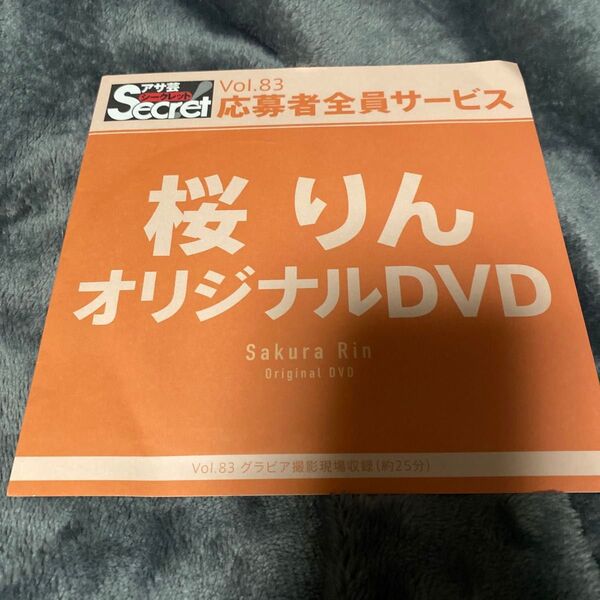 アサ芸
シークレット!
Secret
Vol.83
応募者全員サービス
桜 りん
オリジナルDVD
Sakura Rin
Original DVD
Vol.83 グラビア撮影現場収録(約25分)